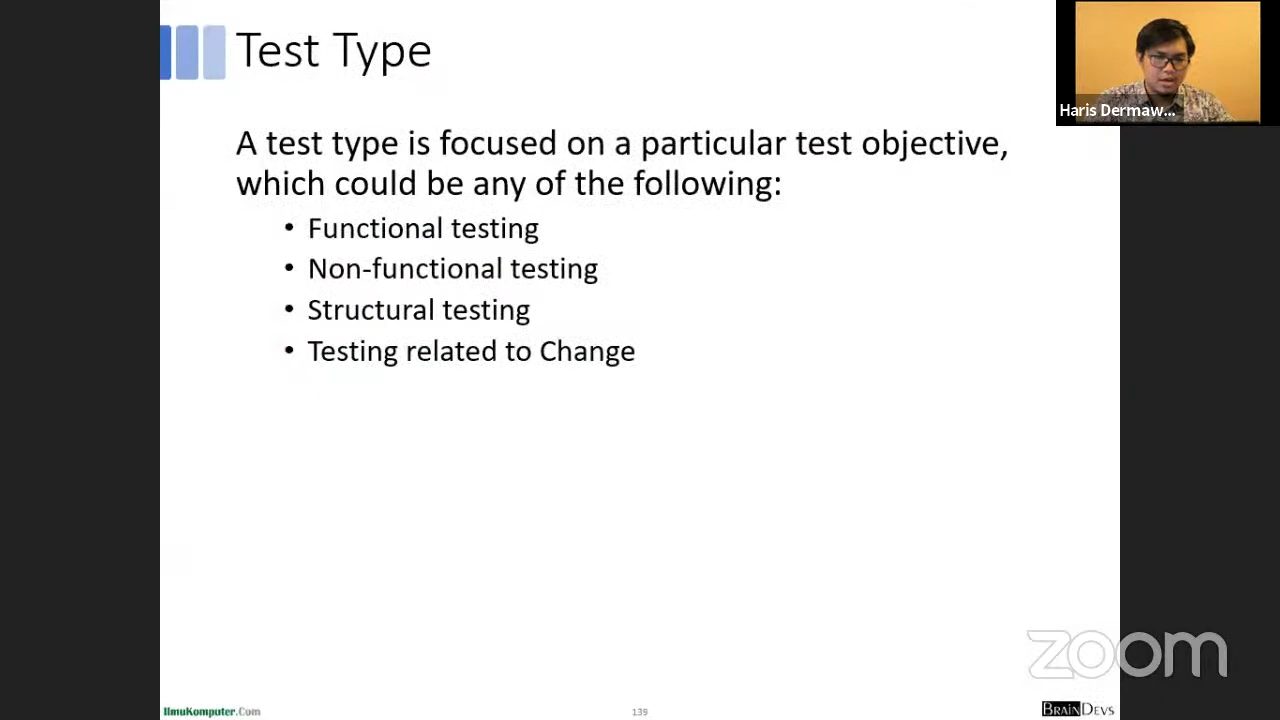 Test Type
Haris Dermaw...
A test type is focused on a particular test objective,
which could be any of the following:
• Functional testing
• Non-functional testing
• Structural testing
• Testing related to Change
zoom
IlmuKomputer.Com
139
BRAINDEVS